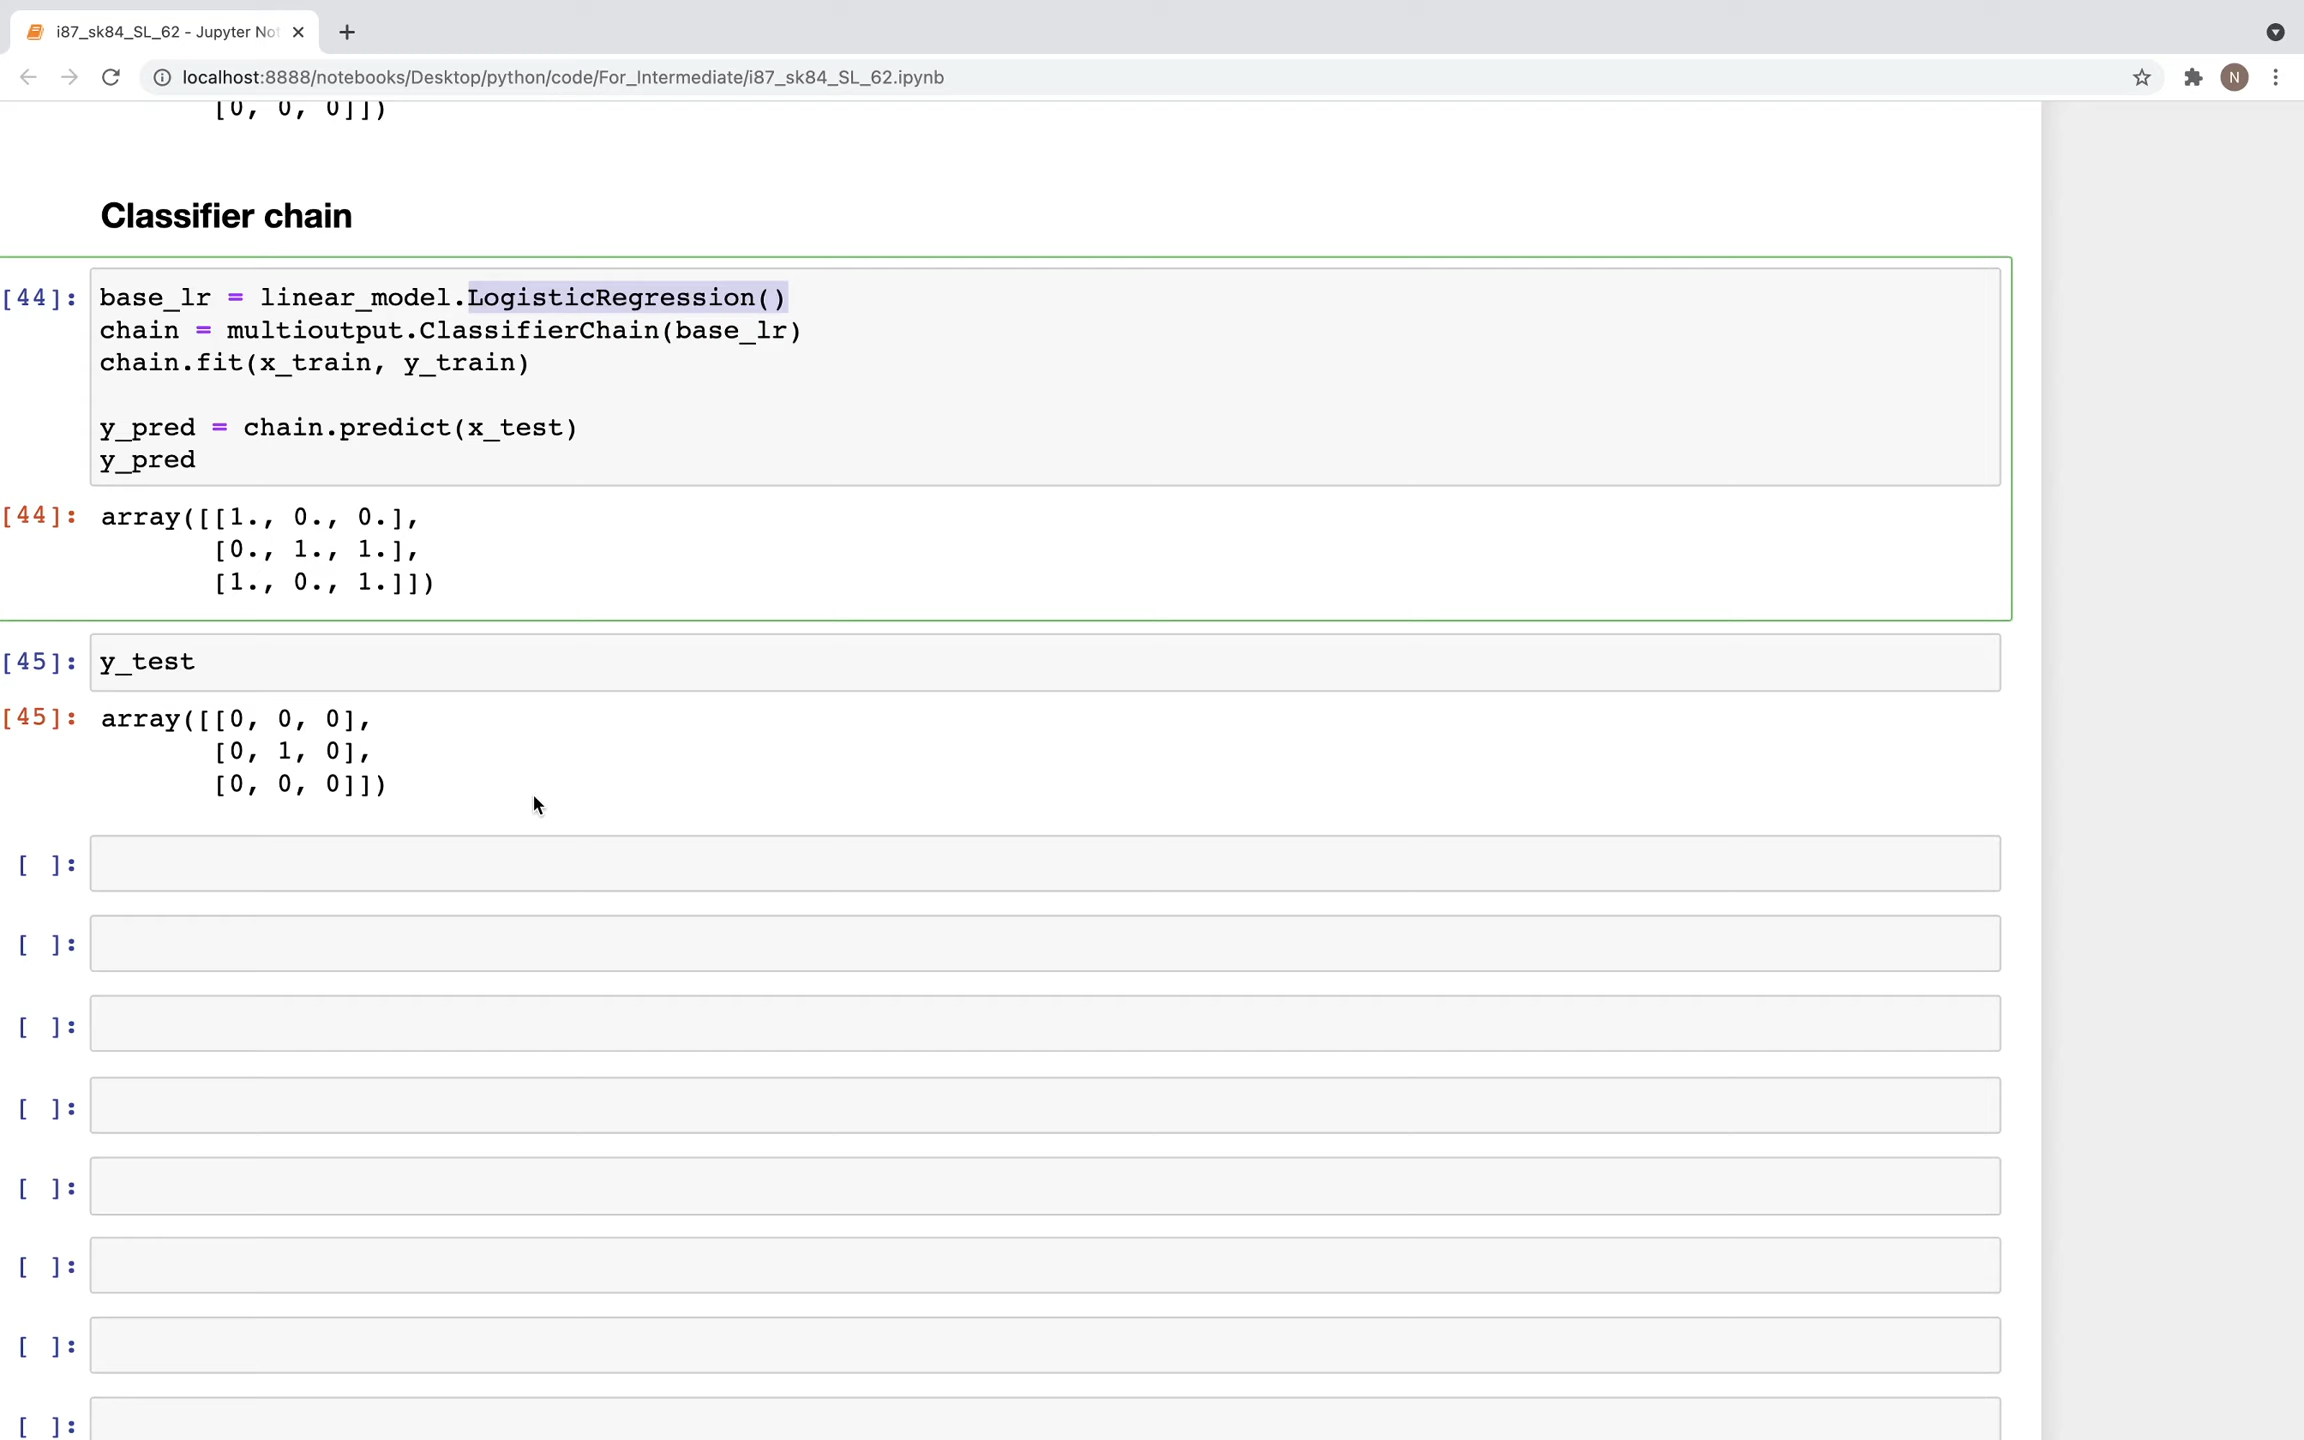 i87_sk84_SL_62 - Jupyter Not
localhost:8888/notebooks/Desktop/python/code/For_Intermediate/i87_sk84_SL_62.ipynb
N
[0, 0, 0]])
Classifier chain
[44]: base_lr = linear_model.LogisticRegression()
chain = multioutput.ClassifierChain(base_lr)
chain.fit(x_train, y_train)
y_pred = chain.predict(x_test)
y_pred
[44]: array([[1., 0., 0.],
[0., 1., 1.],
[1., 0., 1.]])
[45]: y_test
[45]: array([[0, 0, 0],
[0, 1, 0],
[0, 0, 0]])
[ ]:
[ ]:
[ ]:
[ ]:
[ ]:
[ ]:
[ ]:
[ ]: